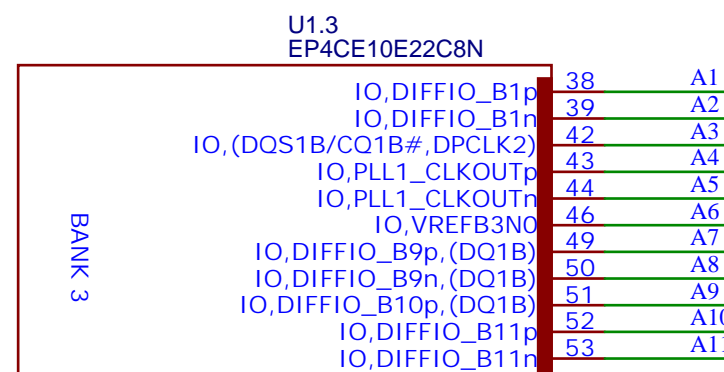 U1.3
EP4CE10E22C8N
BANK 3
IO,DIFFIO_B1p 38 A1
IO,DIFFIO_B1n 39 A2
IO,(DQS1B/CQ1B#,DPCLK2) 42 A3
IO,PLL1_CLKOUTp 43 A4
IO,PLL1_CLKOUTn 44 A5
IO,VREFB3N0 46 A6
IO,DIFFIO_B9p,(DQ1B) 49 A7
IO,DIFFIO_B9n,(DQ1B) 50 A8
IO,DIFFIO_B10p,(DQ1B) 51 A9
IO,DIFFIO_B11p 52 A10
IO,DIFFIO_B11n 53 A11